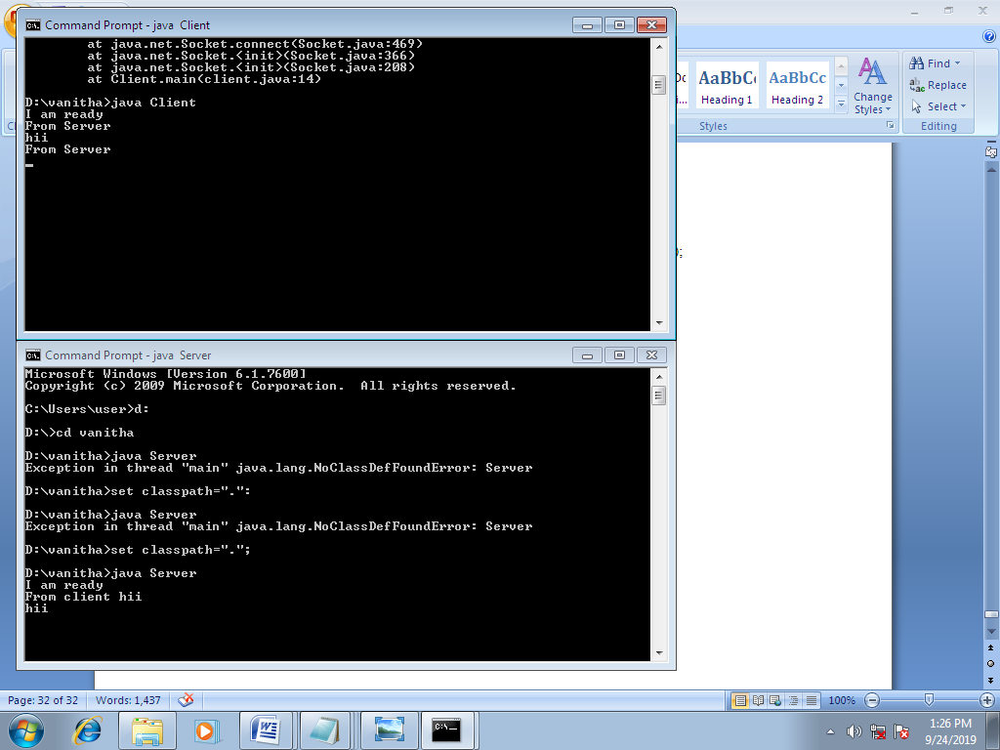 Command Prompt - java Client
at java.net.Socket.connect(Socket.java:469)
at java.net.Socket.<init>(Socket.java:366)
at java.net.Socket.<init>(Socket.java:208)
at Client.main(client.java:14)
D:\vanitha>java Client
I am ready
From Server
hii
From Server
Command Prompt - java Server
Microsoft Windows [Version 6.1.7600]
Copyright (c) 2009 Microsoft Corporation. All rights reserved.
C:\Users\user>d:
D:\>cd vanitha
D:\vanitha>java Server
Exception in thread "main" java.lang.NoClassDefFoundError: Server
D:\vanitha>set classpath=".":
D:\vanitha>java Server
Exception in thread "main" java.lang.NoClassDefFoundError: Server
D:\vanitha>set classpath=".";
D:\vanitha>java Server
I am ready
From client hii
hii
AaBbC AaBbCc
Heading 1 Heading 2
Change
Styles
Styles
Find
Replace
Select
Editing
);
Page: 32 of 32 Words: 1,437
100%
1:26 PM
9/24/2019